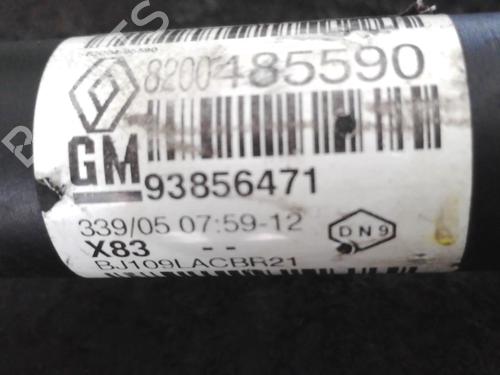 8200485590
GM
93856471
339/05 07:59-12
X83 - -
DN9
BJ109LACBR21